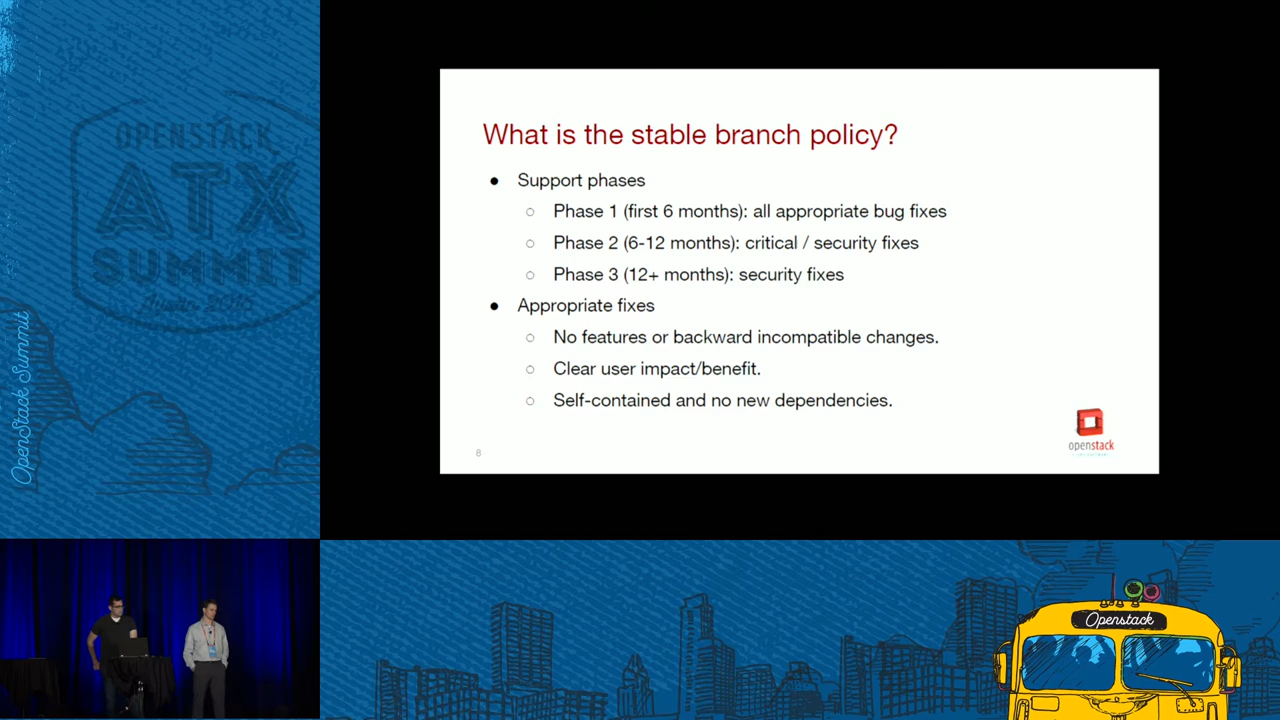 OPENSTACK
ATX
SUMMIT
Austin 2016
OpenStack Summit
What is the stable branch policy?
● Support phases
○ Phase 1 (first 6 months): all appropriate bug fixes
○ Phase 2 (6-12 months): critical / security fixes
○ Phase 3 (12+ months): security fixes
● Appropriate fixes
○ No features or backward incompatible changes.
○ Clear user impact/benefit.
○ Self-contained and no new dependencies.
8
openstack
Openstack